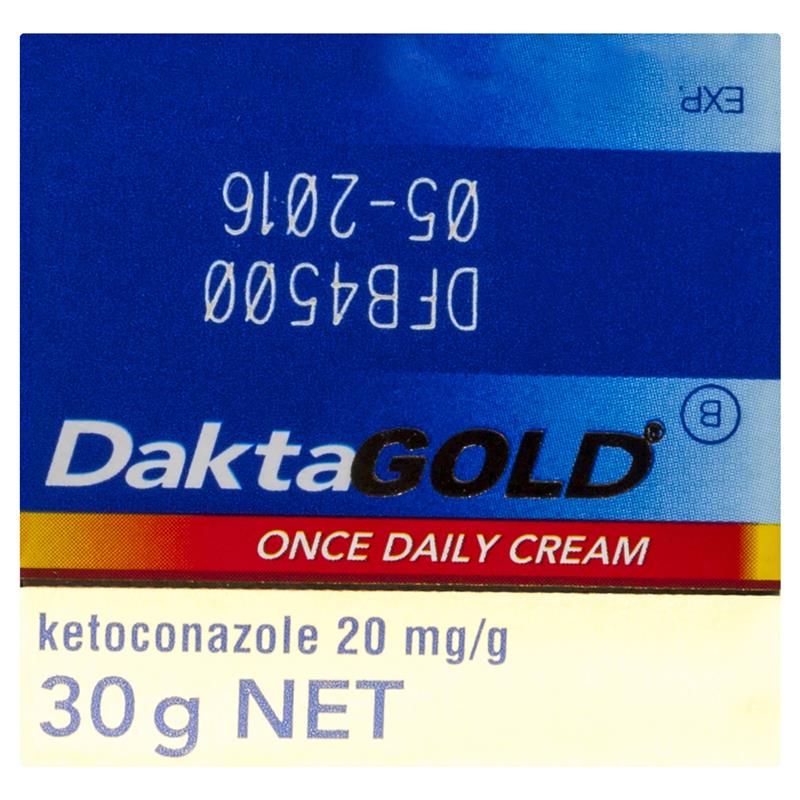 EXP.
05-2016
DFB4500
B
DaktaGOLD®
ONCE DAILY CREAM
ketoconazole 20 mg/g
30 g NET